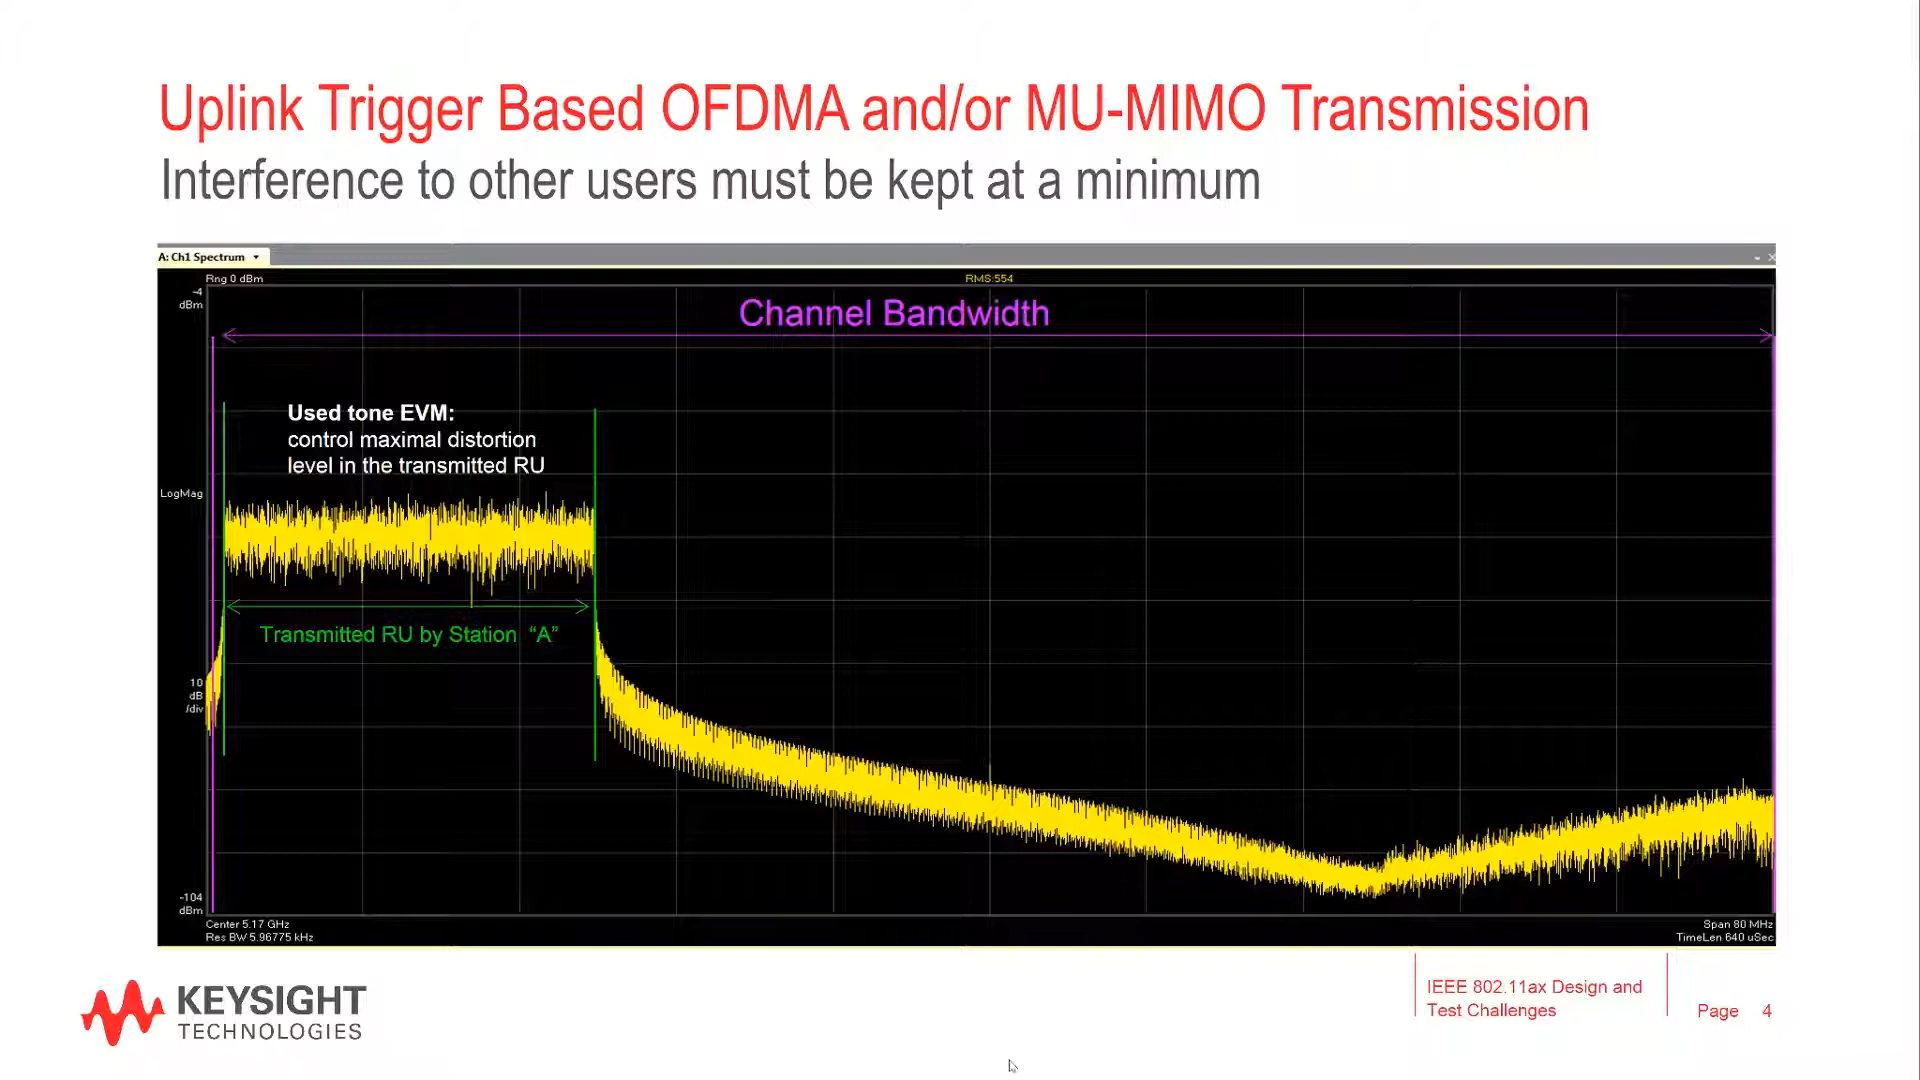 Uplink Trigger Based OFDMA and/or MU-MIMO Transmission
Interference to other users must be kept at a minimum
A: Ch1 Spectrum
Rng 0 dBm
RMS:554
-4
dBm
Channel Bandwidth
Used tone EVM:
control maximal distortion
level in the transmitted RU
LogMag
Transmitted RU by Station “A”
10
dB
/div
-104
dBm
Center 5.17 GHz
Span 80 MHz
Res BW 5.96775 kHz
TimeLen 640 uSec
KEYSIGHT
TECHNOLOGIES
IEEE 802.11ax Design and
Test Challenges
Page 4